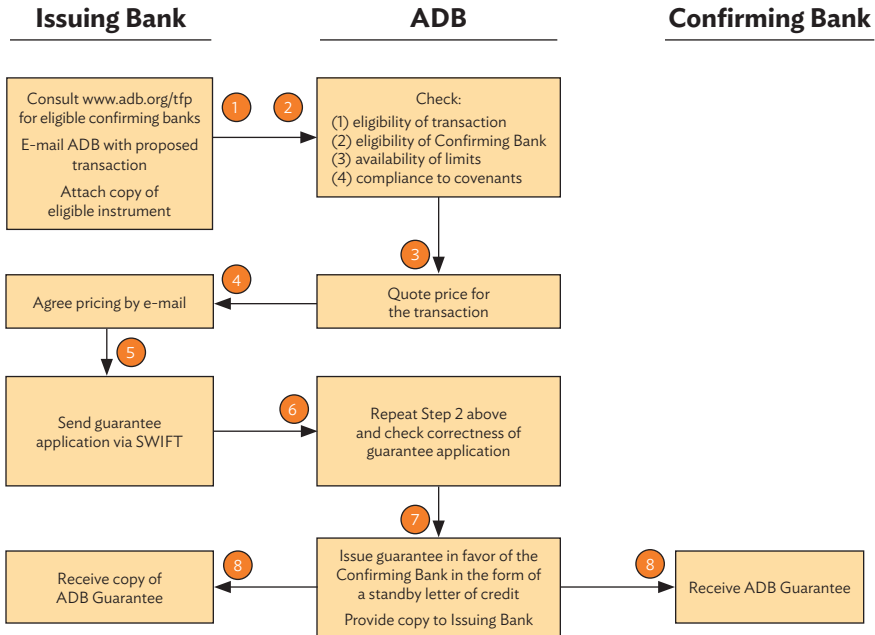 Issuing Bank
ADB
Confirming Bank
Consult www.adb.org/tfp
for eligible confirming banks
E-mail ADB with proposed
transaction
Attach copy of
eligible instrument
1
2
Check:
(1) eligibility of transaction
(2) eligibility of Confirming Bank
(3) availability of limits
(4) compliance to covenants
3
Quote price for
the transaction
4
Agree pricing by e-mail
5
Send guarantee
application via SWIFT
6
Repeat Step 2 above
and check correctness of
guarantee application
7
Issue guarantee in favor of the
Confirming Bank in the form of
a standby letter of credit
Provide copy to Issuing Bank
8
Receive copy of
ADB Guarantee
8
Receive ADB Guarantee